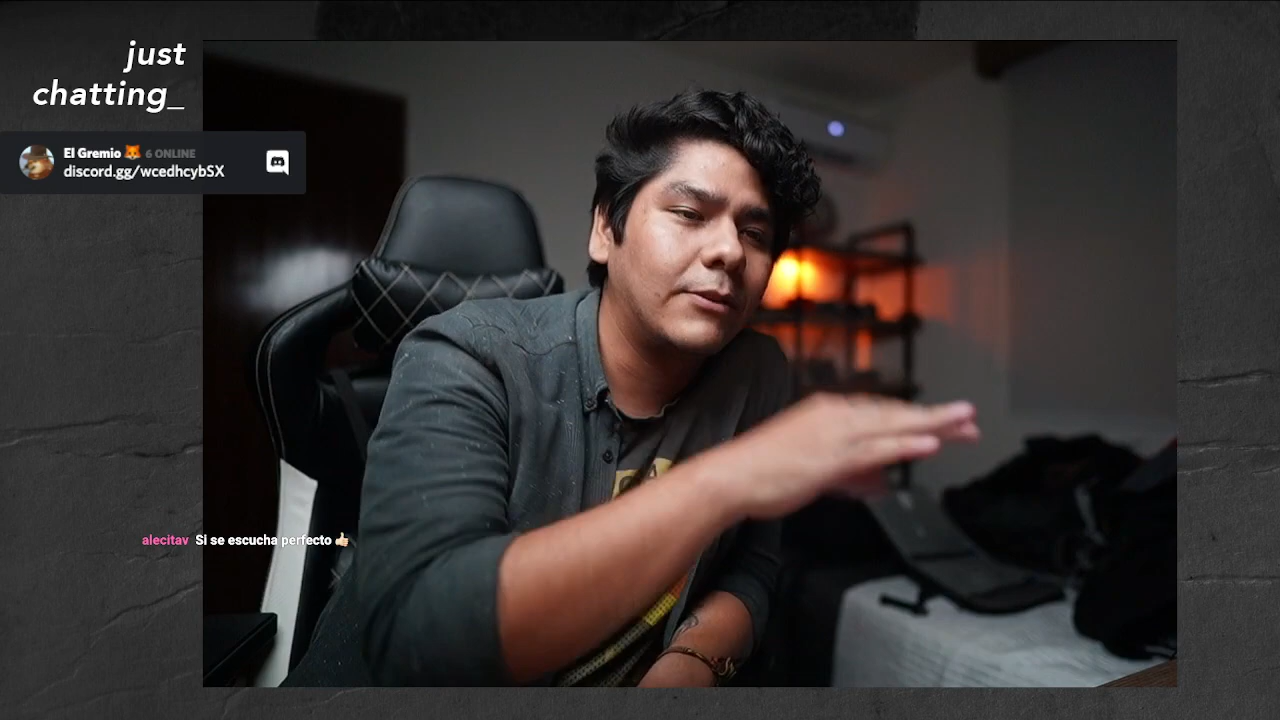 just
chatting_
El Gremio 🦊 6 ONLINE
discord.gg/wcedhcybSX
alecitav Si se escucha perfecto 👍🏻